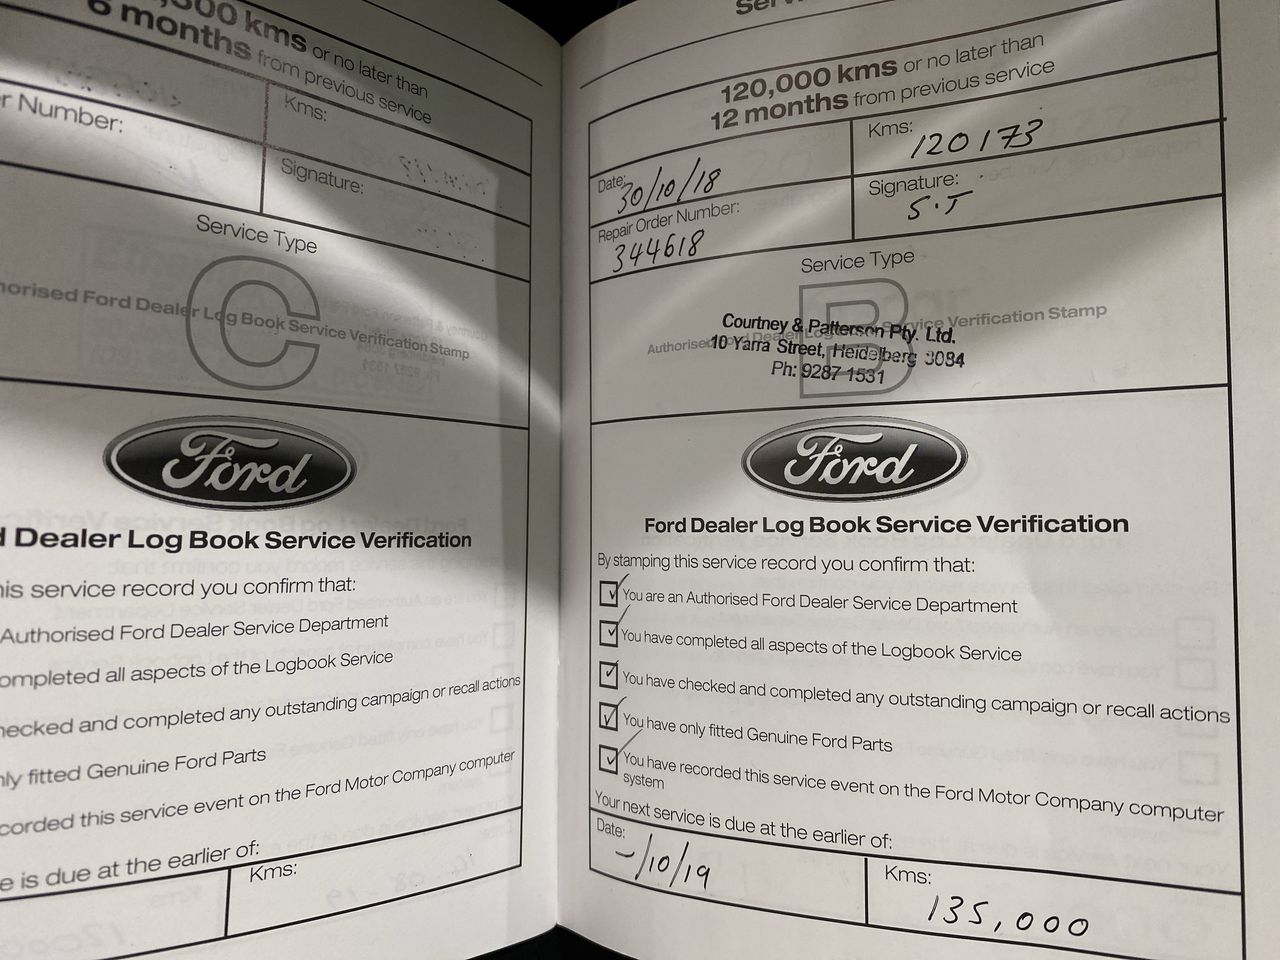 500 kms or no later than
6 months from previous service
r Number:
Kms:
Signature:
Service Type
C
horised Ford Dealer Log Book Service Verification Stamp
Ford
d Dealer Log Book Service Verification
his service record you confirm that:
Authorised Ford Dealer Service Department
ompleted all aspects of the Logbook Service
hecked and completed any outstanding campaign or recall actions
nly fitted Genuine Ford Parts
corded this service event on the Ford Motor Company computer
e is due at the earlier of:
Kms:
120,000 kms or no later than
12 months from previous service
Date: 30/10/18
Kms: 120173
Repair Order Number: 344618
Signature: S.T
Service Type
B
Authorised Ford Dealer Log Book Service Verification Stamp
Courtney & Patterson Pty. Ltd.
10 Yarra Street, Heidelberg 3084
Ph: 9287 1531
Ford
Ford Dealer Log Book Service Verification
By stamping this service record you confirm that:
You are an Authorised Ford Dealer Service Department
You have completed all aspects of the Logbook Service
You have checked and completed any outstanding campaign or recall actions
You have only fitted Genuine Ford Parts
You have recorded this service event on the Ford Motor Company computer
system
Your next service is due at the earlier of:
Date: -/10/19
Kms: 135,000